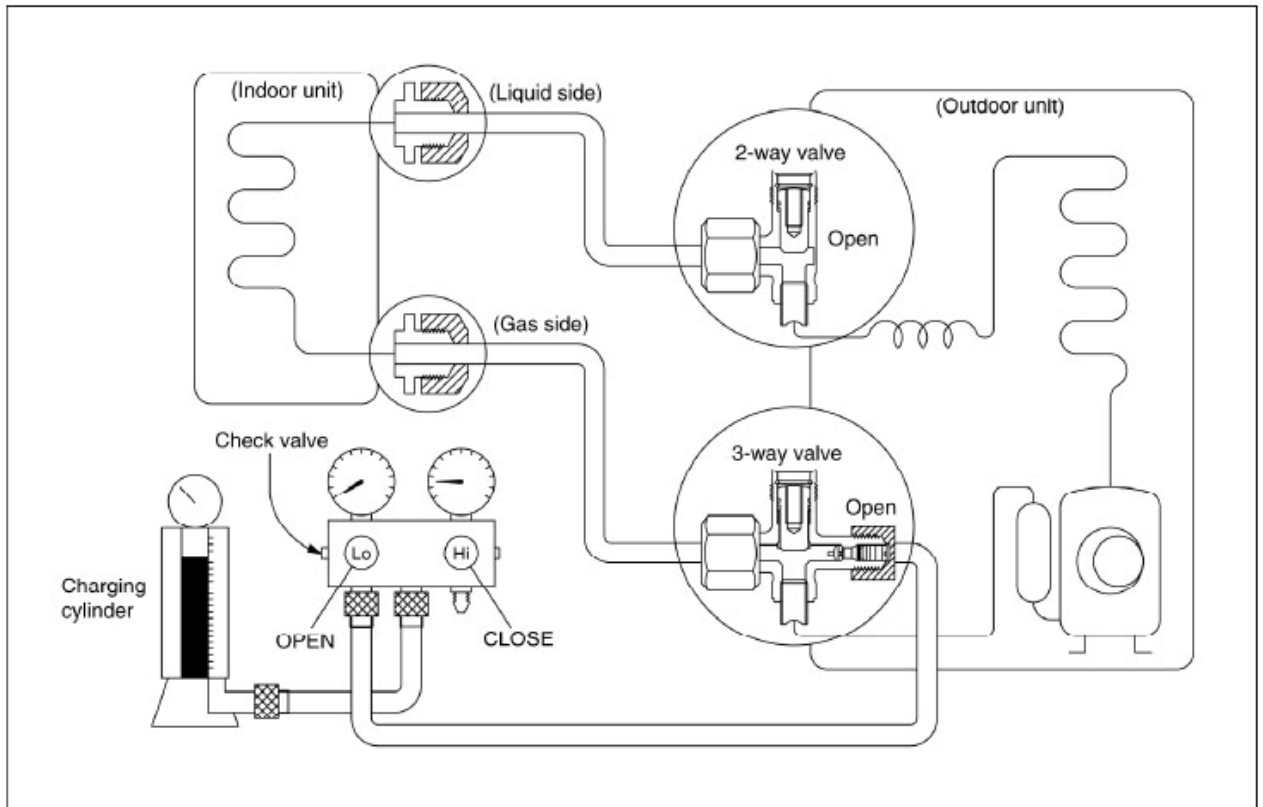 (Indoor unit)
(Liquid side)
(Outdoor unit)
2-way valve
Open
(Gas side)
Check valve
3-way valve
Open
Lo
Hi
Charging
cylinder
OPEN
CLOSE